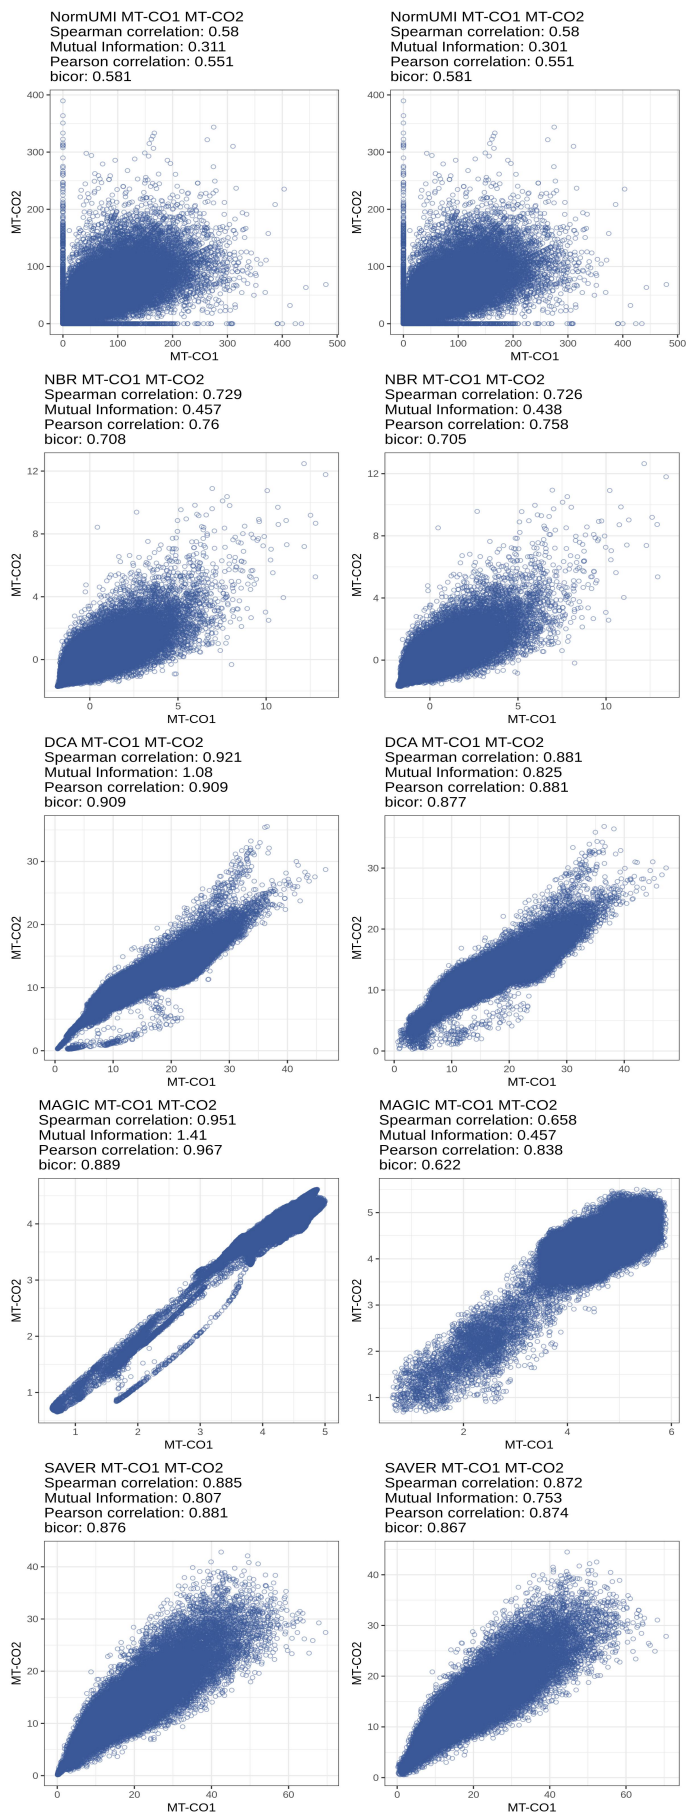 NormUMI MT-CO1 MT-CO2
Spearman correlation: 0.58
Mutual Information: 0.311
Pearson correlation: 0.551
bicor: 0.581
400
300
200
100
0
MT-CO2
0 100 200 300 400 500
MT-CO1
NormUMI MT-CO1 MT-CO2
Spearman correlation: 0.58
Mutual Information: 0.301
Pearson correlation: 0.551
bicor: 0.581
400
300
200
100
0
MT-CO2
0 100 200 300 400 500
MT-CO1
NBR MT-CO1 MT-CO2
Spearman correlation: 0.729
Mutual Information: 0.457
Pearson correlation: 0.76
bicor: 0.708
12
8
4
0
MT-CO2
0 5 10
MT-CO1
NBR MT-CO1 MT-CO2
Spearman correlation: 0.726
Mutual Information: 0.438
Pearson correlation: 0.758
bicor: 0.705
12
8
4
0
MT-CO2
0 5 10
MT-CO1
DCA MT-CO1 MT-CO2
Spearman correlation: 0.921
Mutual Information: 1.08
Pearson correlation: 0.909
bicor: 0.909
30
20
10
0
MT-CO2
0 10 20 30 40
MT-CO1
DCA MT-CO1 MT-CO2
Spearman correlation: 0.881
Mutual Information: 0.825
Pearson correlation: 0.881
bicor: 0.877
30
20
10
0
MT-CO2
0 10 20 30 40
MT-CO1
MAGIC MT-CO1 MT-CO2
Spearman correlation: 0.951
Mutual Information: 1.41
Pearson correlation: 0.967
bicor: 0.889
4
3
2
1
MT-CO2
1 2 3 4 5
MT-CO1
MAGIC MT-CO1 MT-CO2
Spearman correlation: 0.658
Mutual Information: 0.457
Pearson correlation: 0.838
bicor: 0.622
5
4
3
2
1
MT-CO2
2 4 6
MT-CO1
SAVER MT-CO1 MT-CO2
Spearman correlation: 0.885
Mutual Information: 0.807
Pearson correlation: 0.881
bicor: 0.876
40
30
20
10
0
MT-CO2
0 20 40 60
MT-CO1
SAVER MT-CO1 MT-CO2
Spearman correlation: 0.872
Mutual Information: 0.753
Pearson correlation: 0.874
bicor: 0.867
40
30
20
10
0
MT-CO2
0 20 40 60
MT-CO1